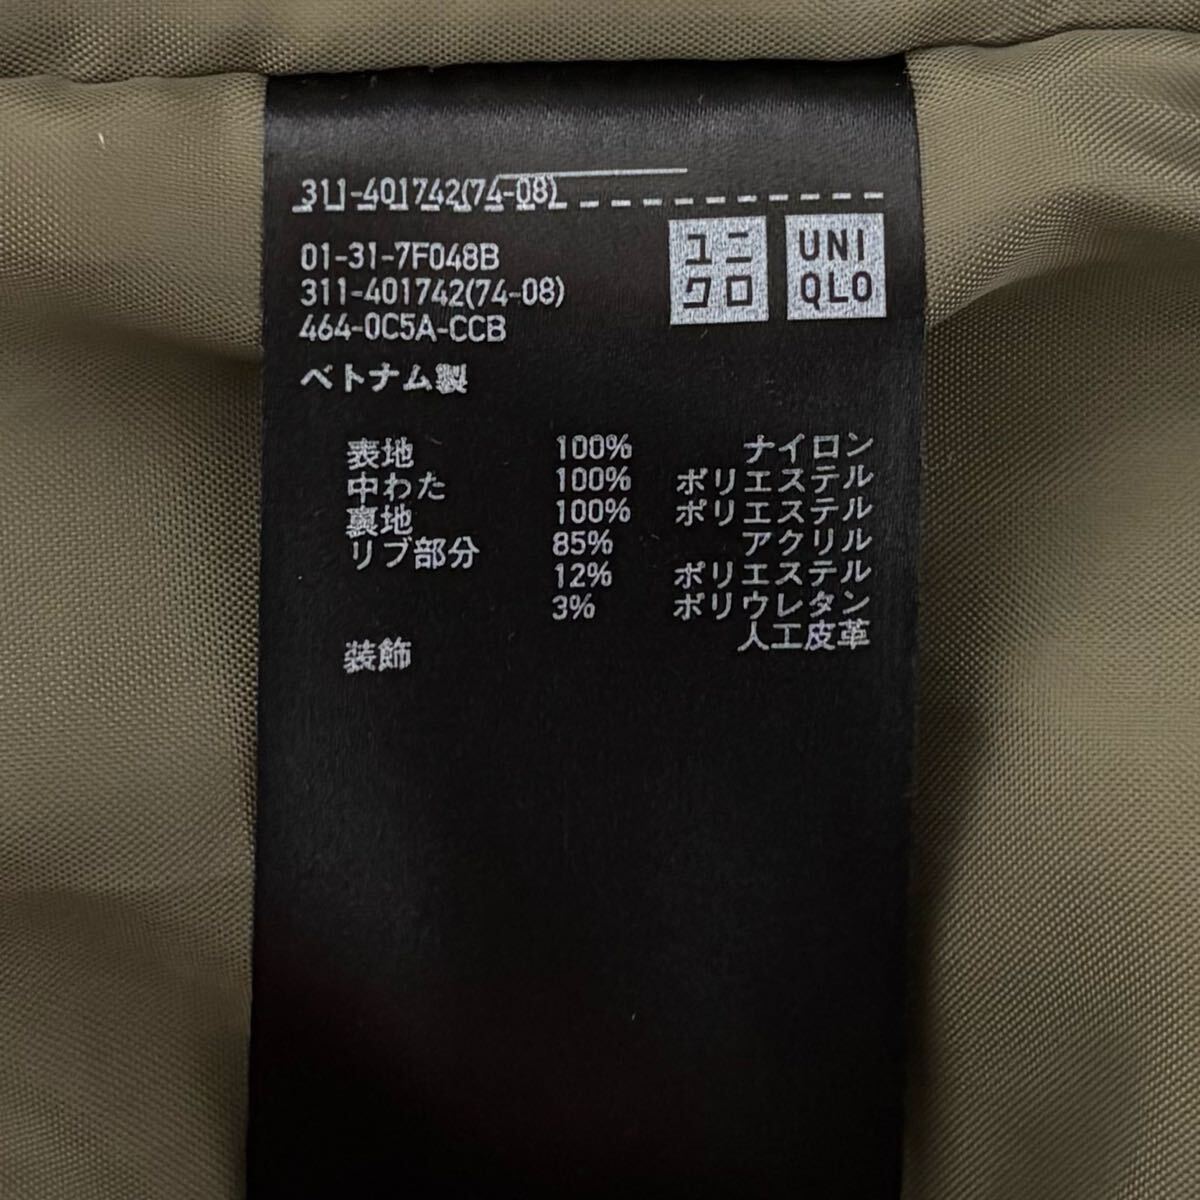 311-401742(74-08)
01-31-7F048B
311-401742(74-08)
464-0C5A-CCB
ユニ
クロ
UNI
QLO
ベトナム製
表地 100% ナイロン
中わた 100% ポリエステル
裏地 100% ポリエステル
リブ部分 85% アクリル
12% ポリエステル
3% ポリウレタン
装飾 人工皮革